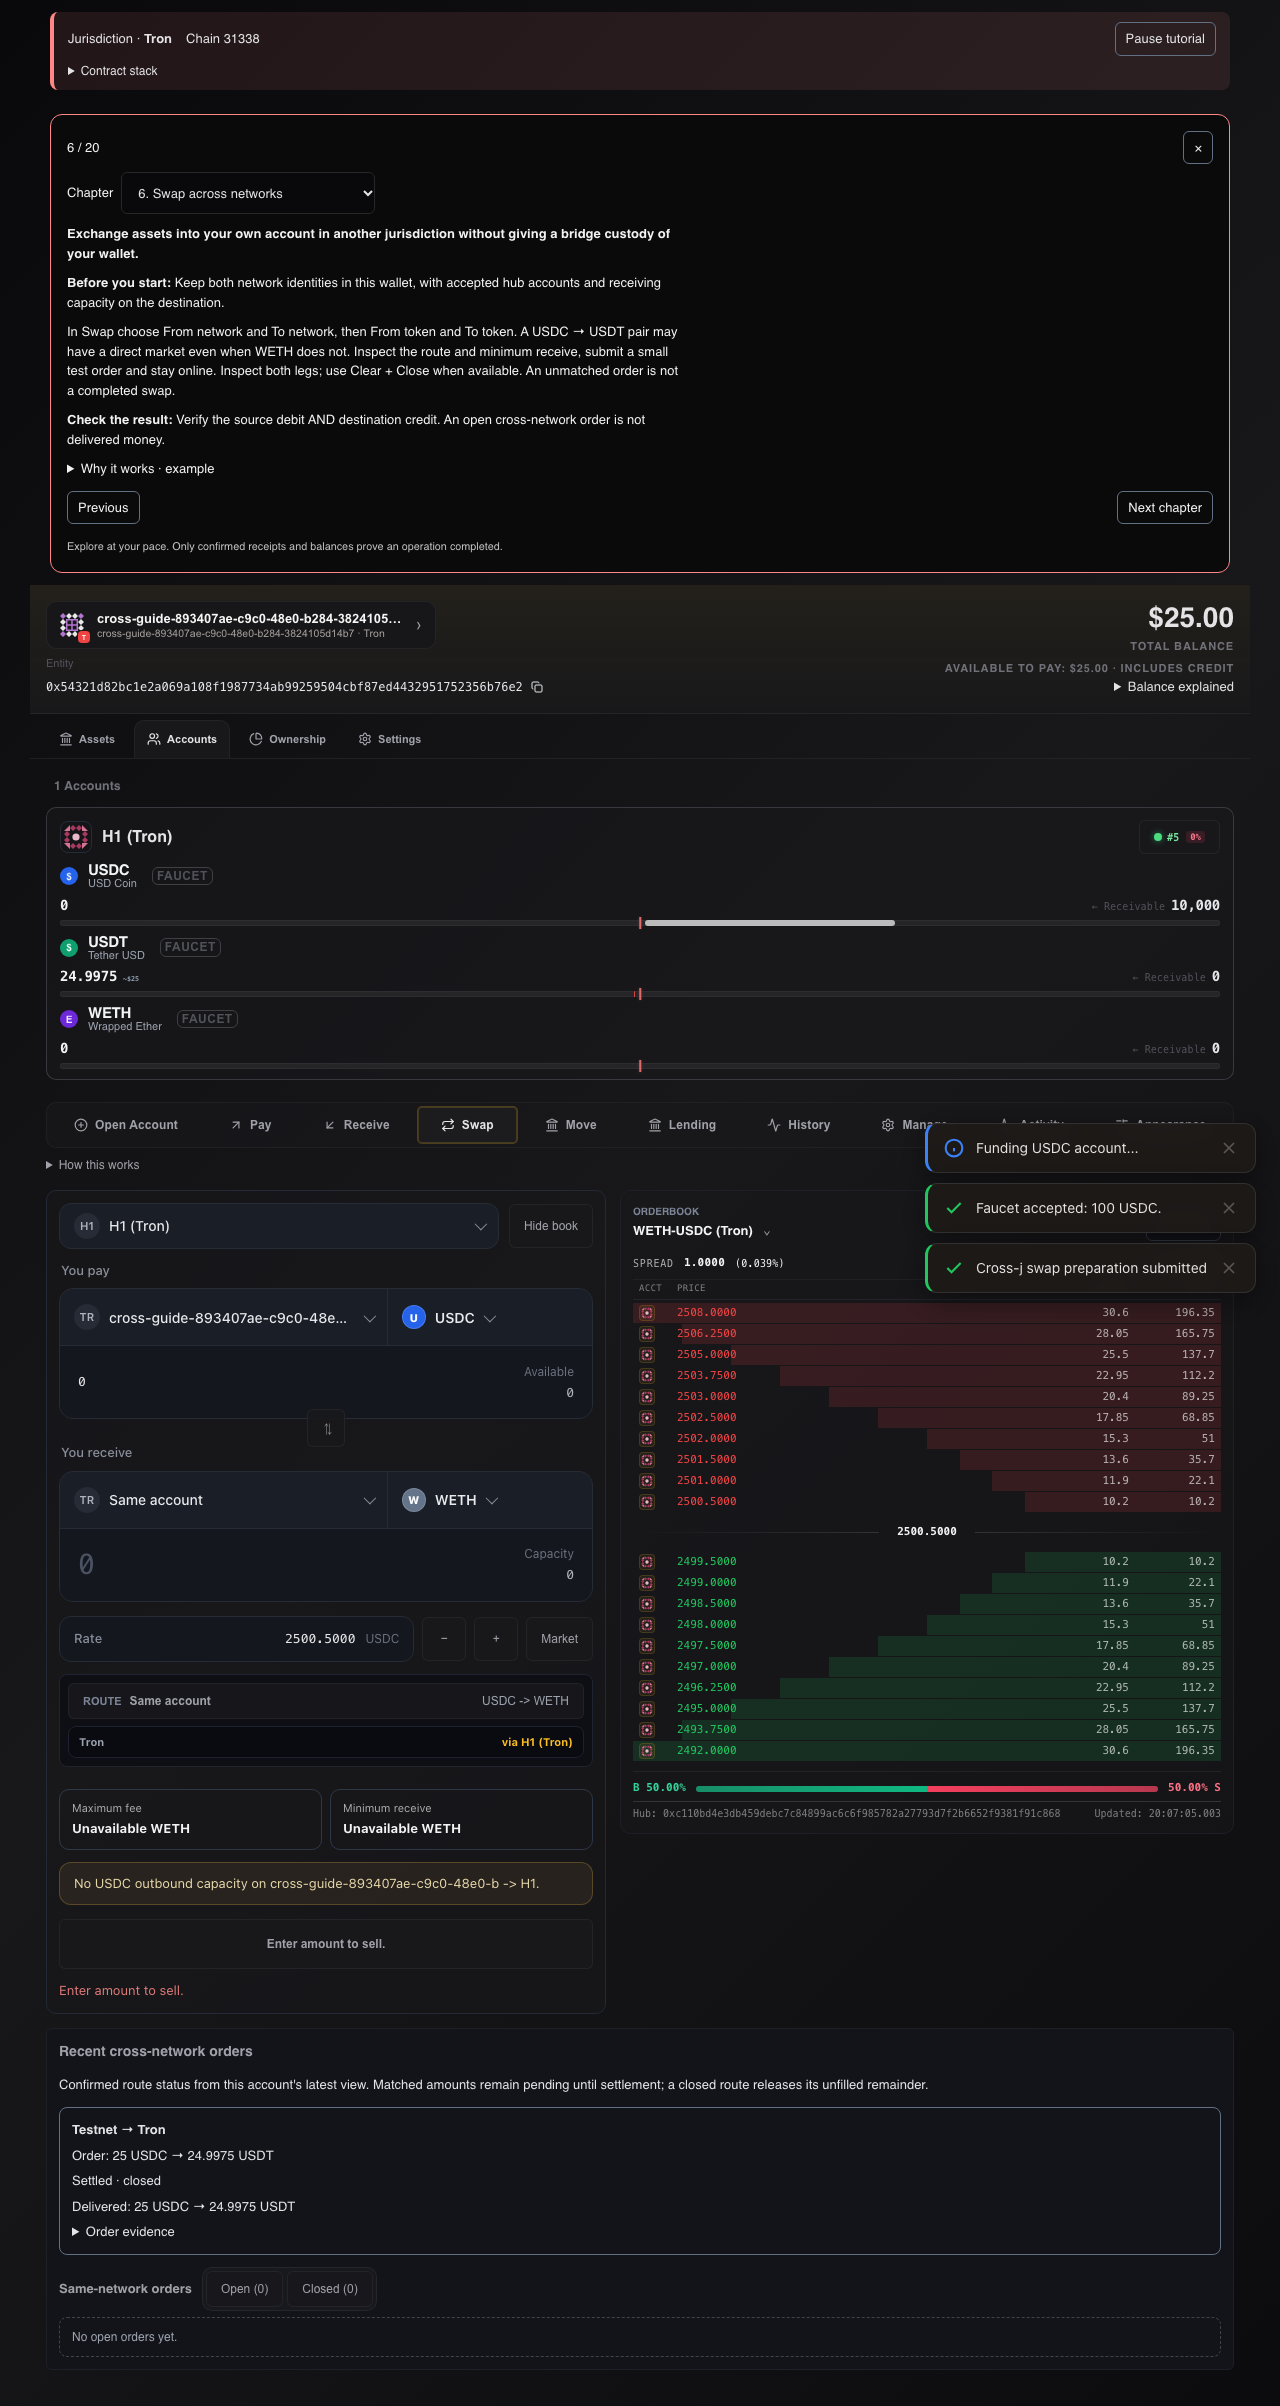 Jurisdiction · Tron Chain 31338
Pause tutorial
Contract stack
6 / 20
×
Chapter 6. Swap across networks
Exchange assets into your own account in another jurisdiction without giving a bridge custody of
your wallet.
Before you start: Keep both network identities in this wallet, with accepted hub accounts and receiving
capacity on the destination.
In Swap choose From network and To network, then From token and To token. A USDC → USDT pair may
have a direct market even when WETH does not. Inspect the route and minimum receive, submit a small
test order and stay online. Inspect both legs; use Clear + Close when available. An unmatched order is not
a completed swap.
Check the result: Verify the source debit AND destination credit. An open cross-network order is not
delivered money.
Why it works · example
Previous
Next chapter
Explore at your pace. Only confirmed receipts and balances prove an operation completed.
cross-guide-893407ae-c9c0-48e0-b284-3824105...
cross-guide-893407ae-c9c0-48e0-b284-3824105d14b7 · Tron
T
Entity
0x54321d82bc1e2a069a108f1987734ab99259504cbf87ed4432951752356b76e2
$25.00
TOTAL BALANCE
AVAILABLE TO PAY: $25.00 · INCLUDES CREDIT
Balance explained
Assets
Accounts
Ownership
Settings
1 Accounts
H1 (Tron)
#5 0%
$ USDC
USD Coin
FAUCET
0
← Receivable 10,000
$ USDT
Tether USD
FAUCET
24.9975 ~$25
← Receivable 0
E WETH
Wrapped Ether
FAUCET
0
← Receivable 0
Open Account
Pay
Receive
Swap
Move
Lending
History
Manage
Activity
Appearance
How this works
Funding USDC account...
Faucet accepted: 100 USDC.
Cross-j swap preparation submitted
H1 H1 (Tron)
Hide book
You pay
TR cross-guide-893407ae-c9c0-48e...
U USDC
0
Available
0
You receive
TR Same account
W WETH
0
Capacity
0
Rate 2500.5000 USDC
−
+
Market
ROUTE Same account USDC -> WETH
Tron via H1 (Tron)
Maximum fee
Unavailable WETH
Minimum receive
Unavailable WETH
No USDC outbound capacity on cross-guide-893407ae-c9c0-48e0-b -> H1.
Enter amount to sell.
Enter amount to sell.
ORDERBOOK
WETH-USDC (Tron)
SPREAD 1.0000 (0.039%)
ACCT PRICE
2508.0000 30.6 196.35
2506.2500 28.05 165.75
2505.0000 25.5 137.7
2503.7500 22.95 112.2
2503.0000 20.4 89.25
2502.5000 17.85 68.85
2502.0000 15.3 51
2501.5000 13.6 35.7
2501.0000 11.9 22.1
2500.5000 10.2 10.2
2500.5000
2499.5000 10.2 10.2
2499.0000 11.9 22.1
2498.5000 13.6 35.7
2498.0000 15.3 51
2497.5000 17.85 68.85
2497.0000 20.4 89.25
2496.2500 22.95 112.2
2495.0000 25.5 137.7
2493.7500 28.05 165.75
2492.0000 30.6 196.35
B 50.00% 50.00% S
Hub: 0xc110bd4e3db459debc7c84899ac6c6f985782a27793d7f2b6652f9381f91c868 Updated: 20:07:05.003
Recent cross-network orders
Confirmed route status from this account's latest view. Matched amounts remain pending until settlement; a closed route releases its unfilled remainder.
Testnet → Tron
Order: 25 USDC → 24.9975 USDT
Settled · closed
Delivered: 25 USDC → 24.9975 USDT
Order evidence
Same-network orders
Open (0)
Closed (0)
No open orders yet.